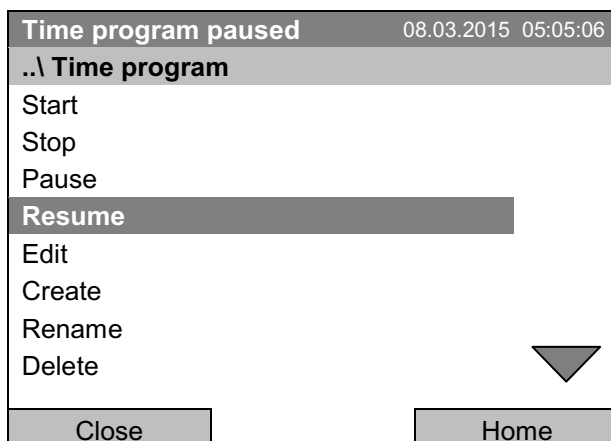 Time program paused 08.03.2015 05:05:06
..\ Time program
Start
Stop
Pause
Resume
Edit
Create
Rename
Delete
Close Home